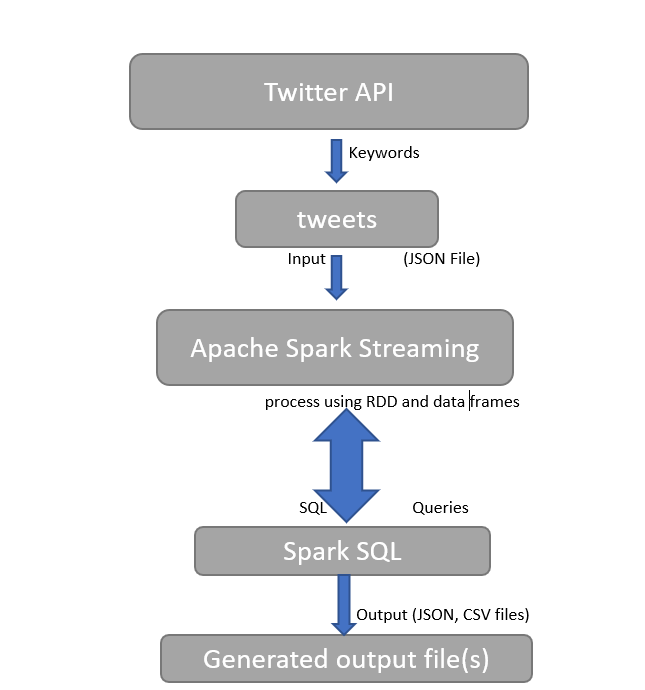 Twitter API
Keywords
tweets
Input (JSON File)
Apache Spark Streaming
process using RDD and data frames
SQL Queries
Spark SQL
Output (JSON, CSV files)
Generated output file(s)